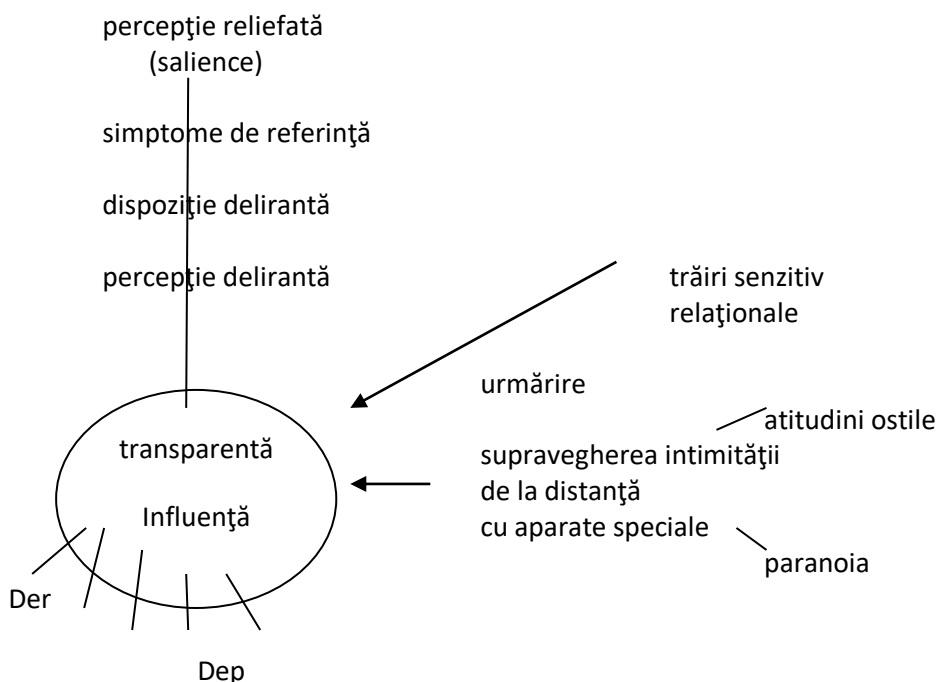 percepţie reliefată
(salience)
simptome de referinţă
dispoziţie delirantă
percepţie delirantă
trăiri senzitiv
relaţionale
urmărire
atitudini ostile
transparentă
supravegherea intimităţii
de la distanţă
Influenţă
cu aparate speciale
paranoia
Der
Dep